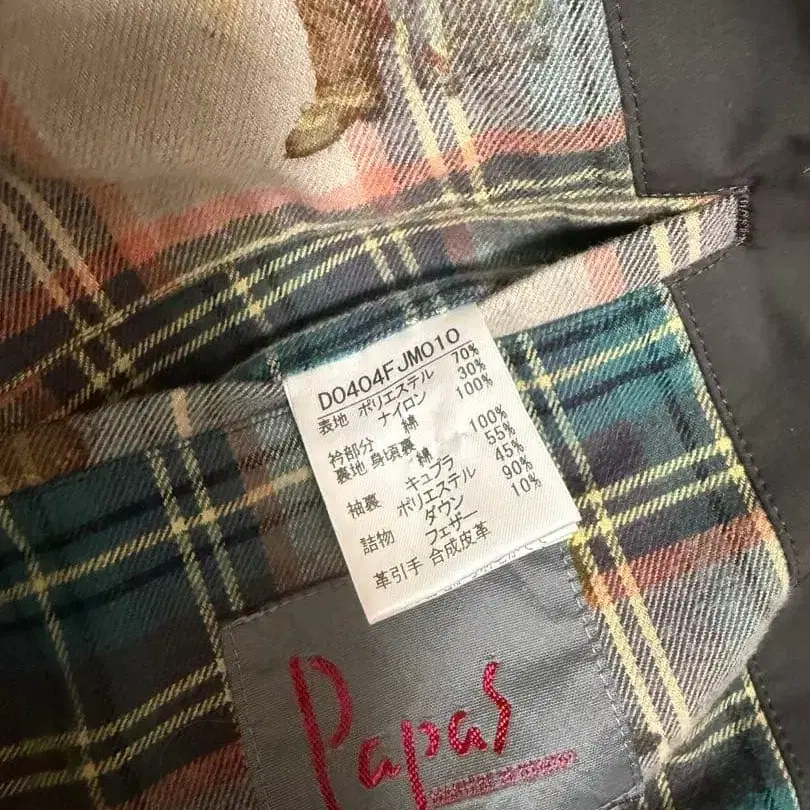 D0404FJM010
表地 ポリエステル 70%
ナイロン 30%
衿部分 綿 100%
裏地 身頃裏 綿 100%
袖裏 キュプラ 55%
ポリエステル 45%
詰物 ダウン 90%
フェザー 10%
革引手 合成皮革
Papas